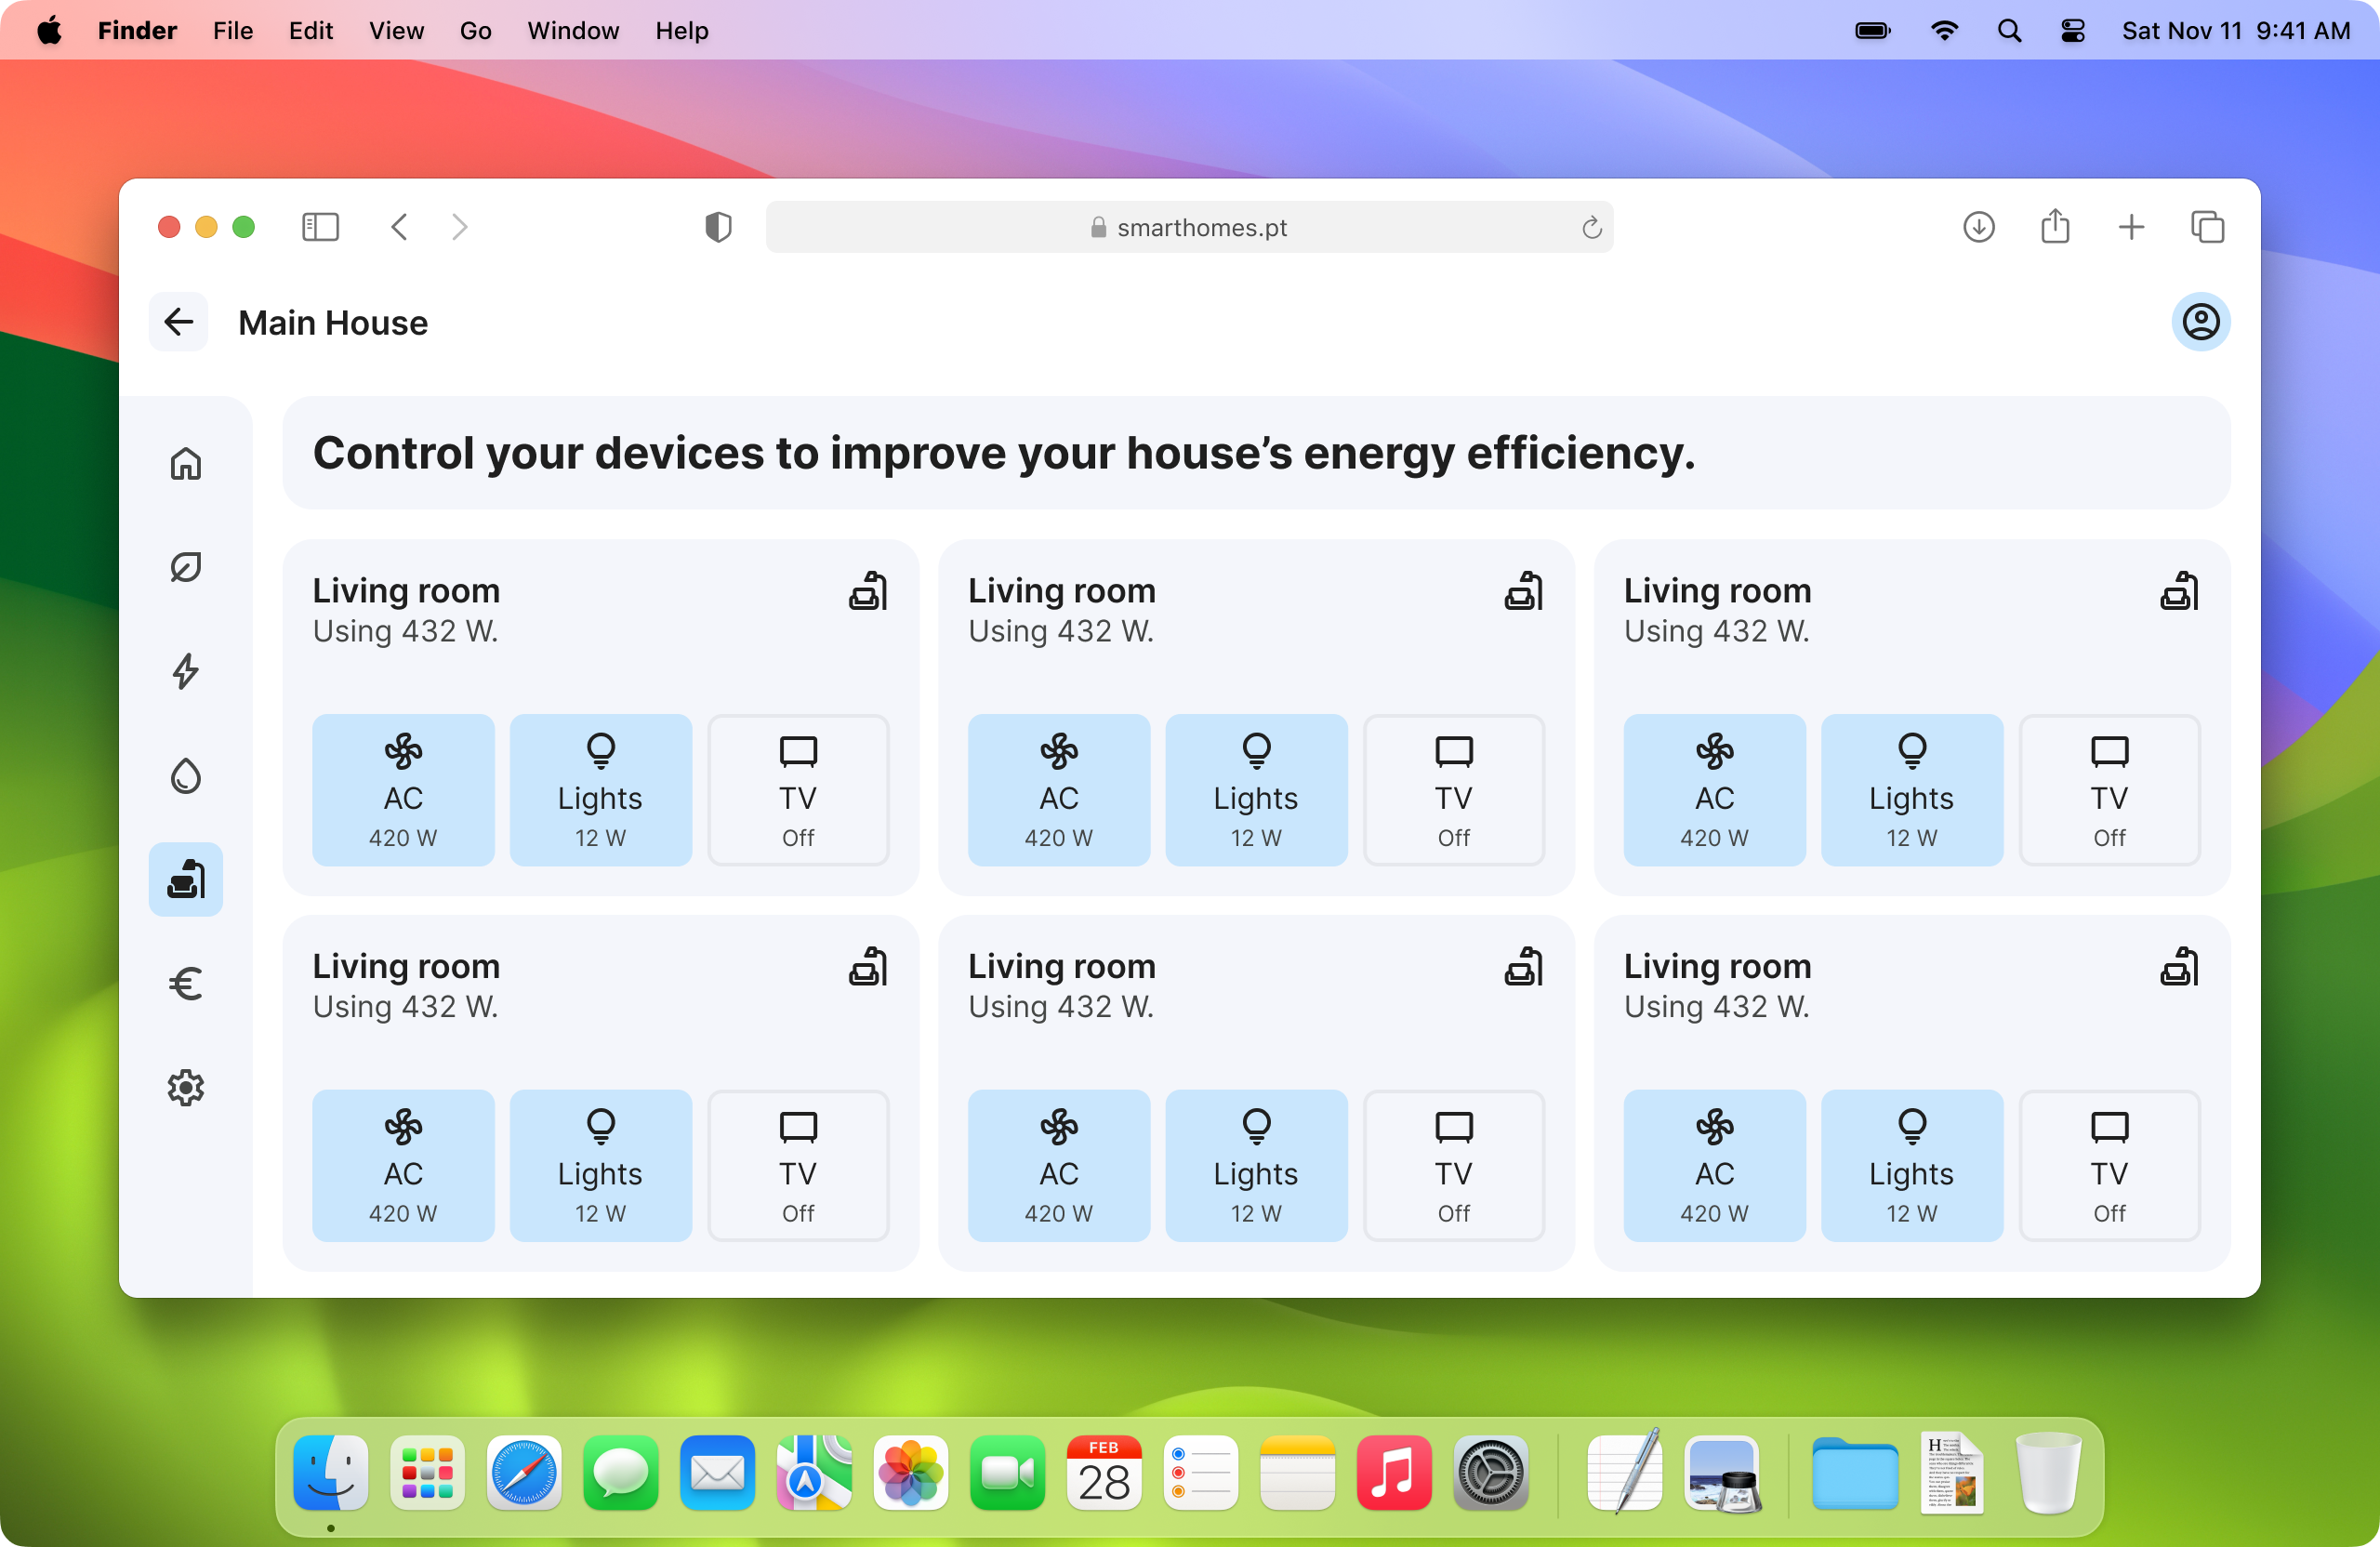 Finder File Edit View Go Window Help Sat Nov 11 9:41 AM
smarthomes.pt
Main House
Control your devices to improve your house’s energy efficiency.
Living room Living room Living room
Using 432 W. Using 432 W. Using 432 W.
AC Lights TV AC Lights TV AC Lights TV
420 W 12 W Off 420 W 12 W Off 420 W 12 W Off
Living room Living room Living room
Using 432 W. Using 432 W. Using 432 W.
€
AC Lights TV AC Lights TV AC Lights TV
420 W 12 W Off 420 W 12 W Off 420 W 12 W Off
FEB
28